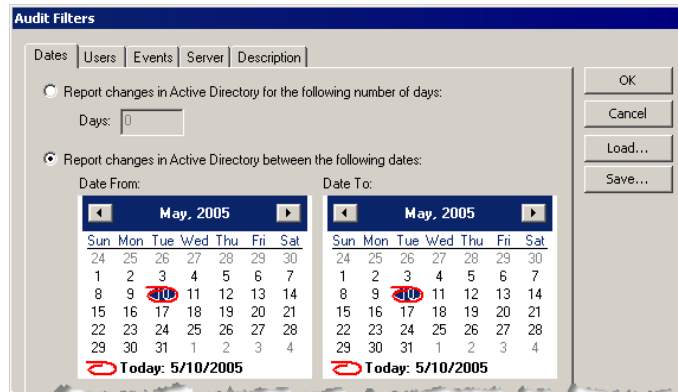 Audit Filters
Dates Users Events Server Description
Report changes in Active Directory for the following number of days:
Days: 0
Report changes in Active Directory between the following dates:
Date From: Date To:
May, 2005 May, 2005
Sun Mon Tue Wed Thu Fri Sat Sun Mon Tue Wed Thu Fri Sat
24 25 26 27 28 29 30 24 25 26 27 28 29 30
1 2 3 4 5 6 7 1 2 3 4 5 6 7
8 9 10 11 12 13 14 8 9 10 11 12 13 14
15 16 17 18 19 20 21 15 16 17 18 19 20 21
22 23 24 25 26 27 28 22 23 24 25 26 27 28
29 30 31 1 2 3 4 29 30 31 1 2 3 4
Today: 5/10/2005 Today: 5/10/2005
OK
Cancel
Load...
Save...